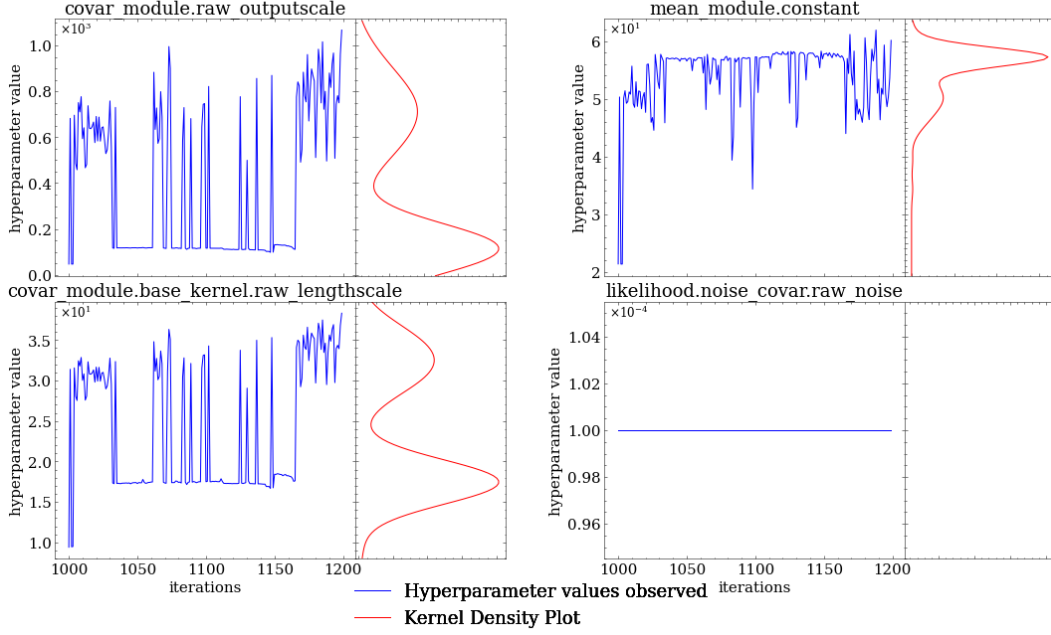 covar_module.raw_outputscale
×10³
1.0
0.8
0.6
0.4
0.2
0.0
hyperparameter value
mean_module.constant
×10¹
6
5
4
3
2
hyperparameter value
covar_module.base_kernel.raw_lengthscale
×10¹
3.5
3.0
2.5
2.0
1.5
1.0
hyperparameter value
1000 1050 1100 1150 1200
iterations
likelihood.noise_covar.raw_noise
×10⁻⁴
1.04
1.02
1.00
0.98
0.96
hyperparameter value
1000 1050 1100 1150 1200
iterations
Hyperparameter values observed
Kernel Density Plot